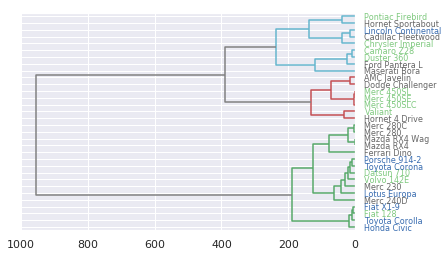 Pontiac Firebird
Hornet Sportabout
Lincoln Continental
Cadillac Fleetwood
Chrysler Imperial
Camaro Z28
Duster 360
Ford Pantera L
Maserati Bora
AMC Javelin
Dodge Challenger
Merc 450SL
Merc 450SE
Merc 450SLC
Valiant
Hornet 4 Drive
Merc 280C
Merc 280
Mazda RX4 Wag
Mazda RX4
Ferrari Dino
Porsche 914-2
Toyota Corona
Datsun 710
Volvo 142E
Merc 230
Lotus Europa
Merc 240D
Fiat X1-9
Fiat 128
Toyota Corolla
Honda Civic
1000 800 600 400 200 0